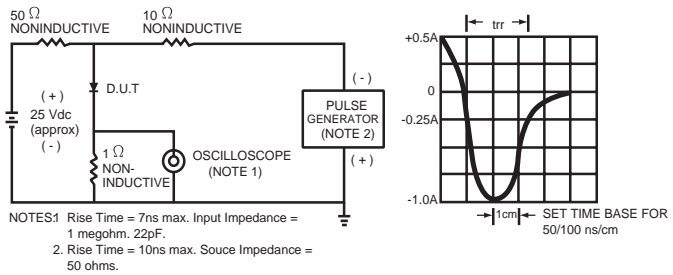 50 Ω
NONINDUCTIVE
10 Ω
NONINDUCTIVE
D.U.T
( + )
25 Vdc
(approx)
( - )
1 Ω
NON-
INDUCTIVE
OSCILLOSCOPE
(NOTE 1)
( - )
PULSE
GENERATOR
(NOTE 2)
( + )
trr
+0.5A
0
-0.25A
-1.0A
1cm
SET TIME BASE FOR
50/100 ns/cm
NOTES:1 Rise Time = 7ns max. Input Impedance =
1 megohm. 22pF.
2. Rise Time = 10ns max. Souce Impedance =
50 ohms.